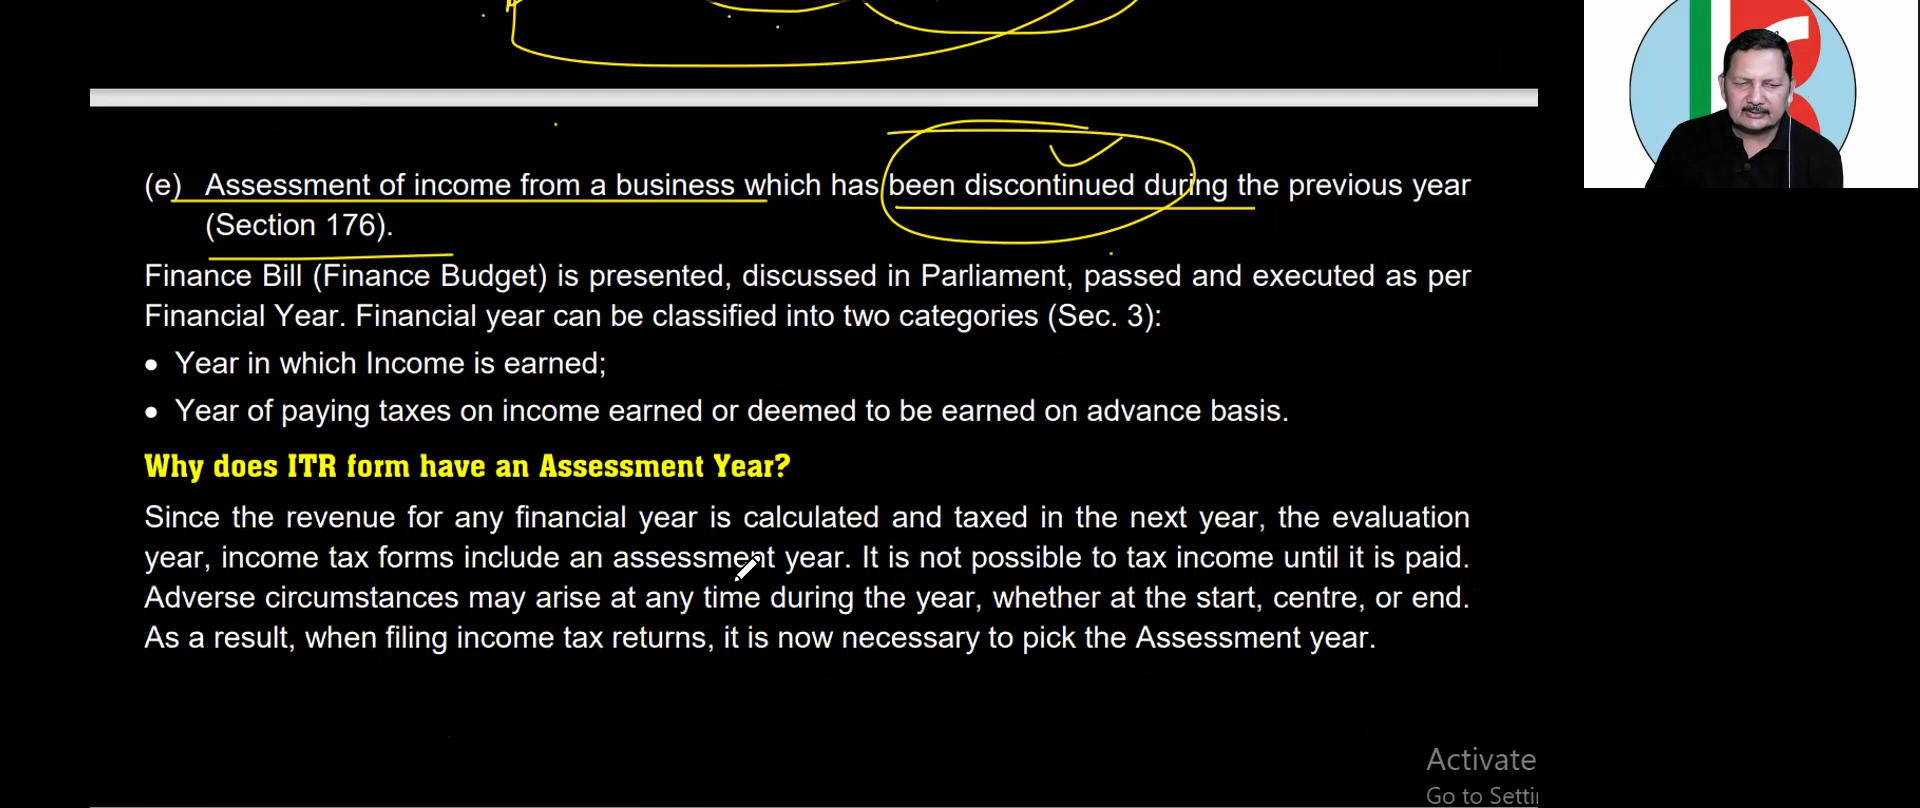 (e) Assessment of income from a business which has been discontinued during the previous year
(Section 176).
Finance Bill (Finance Budget) is presented, discussed in Parliament, passed and executed as per
Financial Year. Financial year can be classified into two categories (Sec. 3):
• Year in which Income is earned;
• Year of paying taxes on income earned or deemed to be earned on advance basis.
Why does ITR form have an Assessment Year?
Since the revenue for any financial year is calculated and taxed in the next year, the evaluation
year, income tax forms include an assessment year. It is not possible to tax income until it is paid.
Adverse circumstances may arise at any time during the year, whether at the start, centre, or end.
As a result, when filing income tax returns, it is now necessary to pick the Assessment year.
Activate
Go to Setti